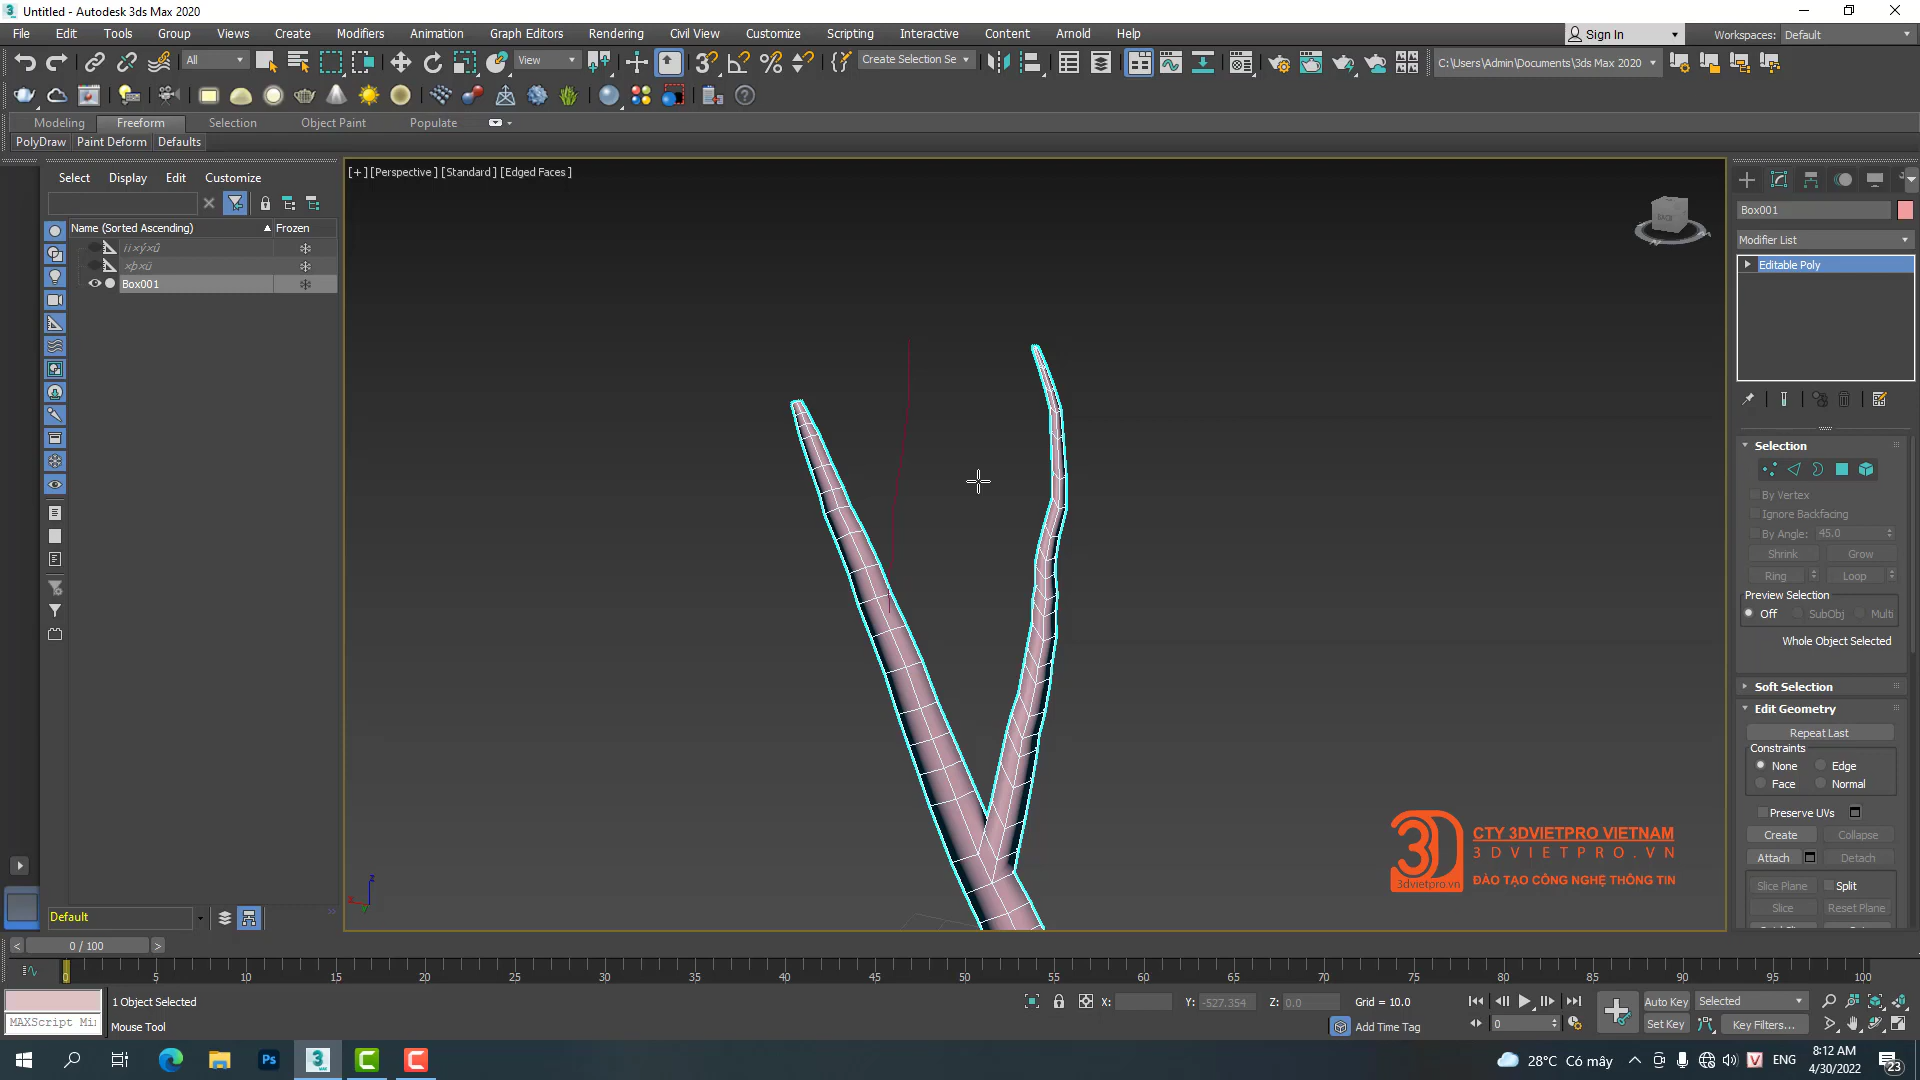 Untitled - Autodesk 3ds Max 2020
File Edit Tools Group Views Create Modifiers Animation Graph Editors Rendering Civil View Customize Scripting Interactive Content Arnold Help
Sign In Workspaces: Default
All View Create Selection Se C:\Users\Admin\Documents\3ds Max 2020
Modeling Freeform Selection Object Paint Populate
PolyDraw Paint Deform Defaults
Select Display Edit Customize
Name (Sorted Ascending) Frozen
Box001
[+] [Perspective ] [Standard ] [Edged Faces ]
BACK
Box001
Modifier List
Editable Poly
Selection
By Vertex
Ignore Backfacing
By Angle: 45.0
Shrink Grow
Ring Loop
Preview Selection
Off SubObj Multi
Whole Object Selected
Soft Selection
Edit Geometry
Repeat Last
Constraints
None Edge
Face Normal
Preserve UVs
Create Collapse
Attach Detach
Slice Plane Split
Slice Reset Plane
3D
3dvietpro.vn
CTY 3DVIETPRO VIETNAM
3DVIETPRO.VN
ĐÀO TẠO CÔNG NGHỆ THÔNG TIN
z
Default
0 / 100
0 5 10 15 20 25 30 35 40 45 50 55 60 65 70 75 80 85 90 95 100
1 Object Selected X: Y: -527.354 Z: 0.0 Grid = 10.0 Auto Key Selected
MAXScript Mi Mouse Tool Add Time Tag 0 Set Key Key Filters...
Ps 3 C C 28°C Có mây V ENG 8:12 AM
4/30/2022 23